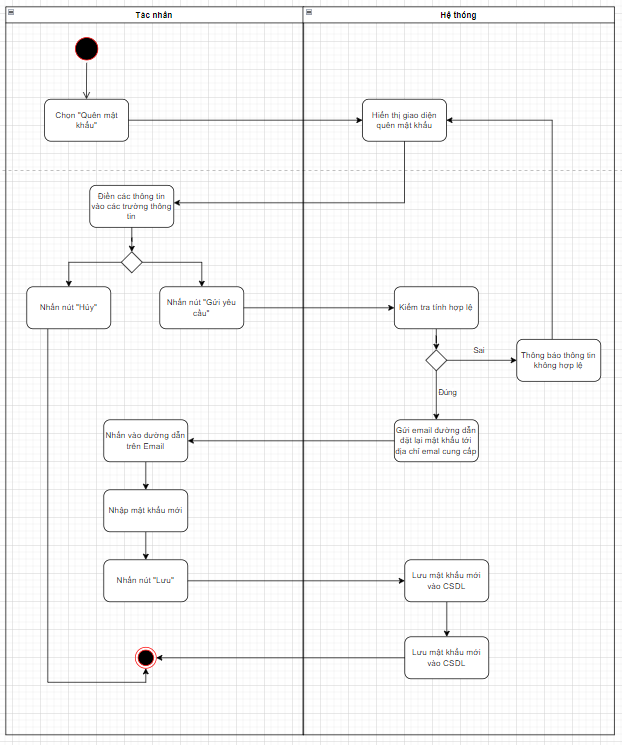 Tác nhân
Hệ thống
Chọn "Quên mật
khẩu"
Hiển thị giao diện
quên mật khẩu
Điền các thông tin
vào các trường thông
tin
Nhấn nút "Hủy"
Nhấn nút "Gửi yêu
cầu"
Kiểm tra tính hợp lệ
Sai
Thông báo thông tin
không hợp lệ
Đúng
Gửi email đường dẫn
đặt lại mật khẩu tới
địa chỉ emal cung cấp
Nhấn vào đường dẫn
trên Email
Nhập mật khẩu mới
Nhấn nút "Lưu"
Lưu mật khẩu mới
vào CSDL
Lưu mật khẩu mới
vào CSDL